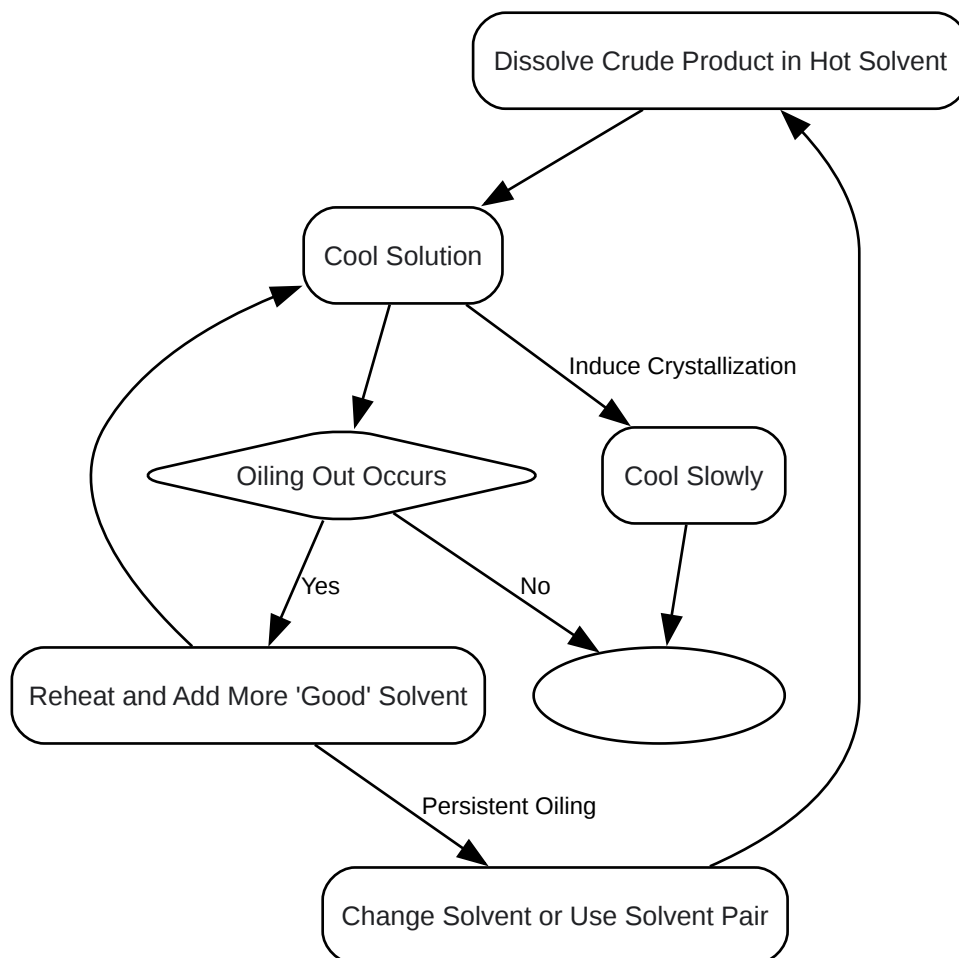 Dissolve Crude Product in Hot Solvent
Cool Solution
Induce Crystallization
Oiling Out Occurs
Cool Slowly
Yes
No
Reheat and Add More 'Good' Solvent
Persistent Oiling
Change Solvent or Use Solvent Pair